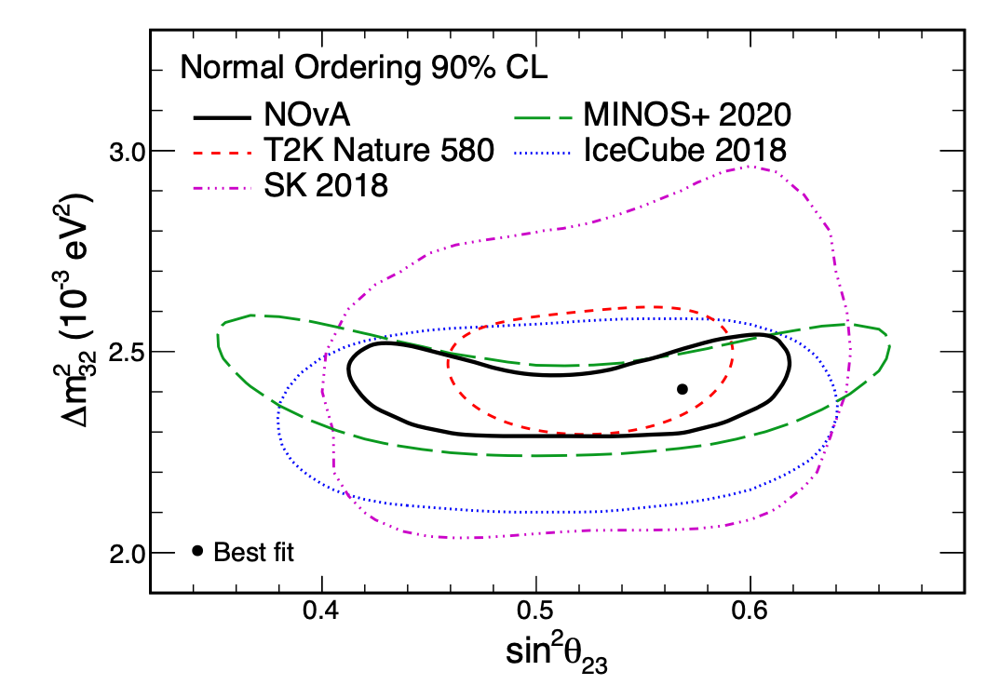 Normal Ordering 90% CL
NOvA
MINOS+ 2020
T2K Nature 580
IceCube 2018
SK 2018
3.0
2.5
2.0
Δm²₃₂ (10⁻³ eV²)
Best fit
0.4 0.5 0.6
sin²θ₂₃